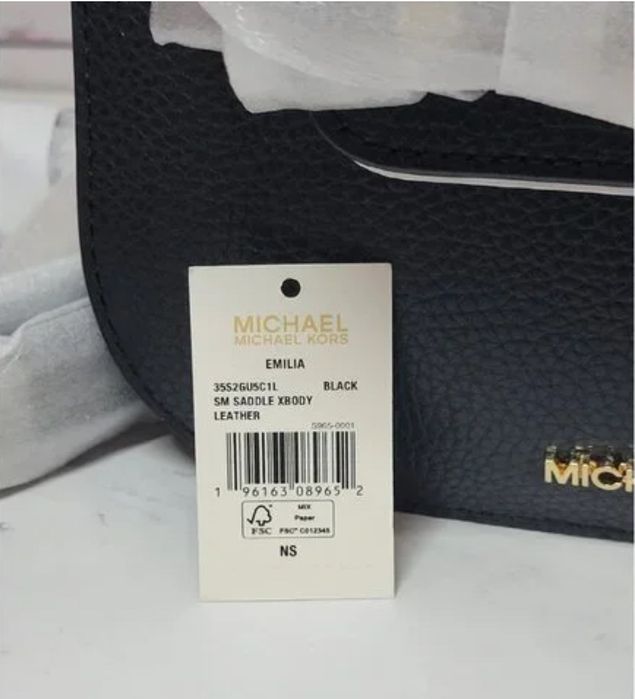 MICHAEL
MICHAEL KORS
EMILIA
35S2GU5C1L BLACK
SM SADDLE XBODY
LEATHER
5965-0001
1 96163 08965 2
FSC
MIX
Paper
FSC® C012345
NS
MICH